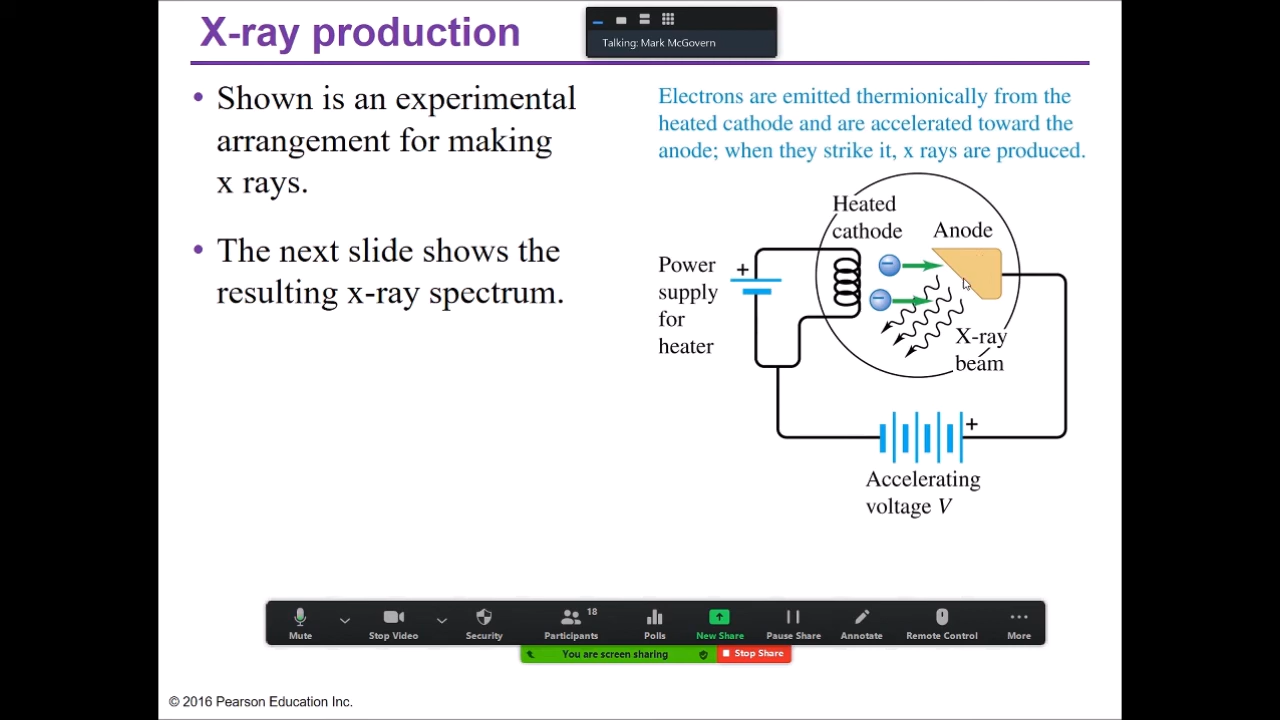 X-ray production
Talking: Mark McGovern
• Shown is an experimental
arrangement for making
x rays.
• The next slide shows the
resulting x-ray spectrum.
Electrons are emitted thermionically from the
heated cathode and are accelerated toward the
anode; when they strike it, x rays are produced.
Heated
cathode
Anode
Power
supply
for
heater
+
−
−
X-ray
beam
+
Accelerating
voltage V
Mute
Stop Video
Security
Participants
18
Polls
New Share
Pause Share
Annotate
Remote Control
More
You are screen sharing
Stop Share
© 2016 Pearson Education Inc.